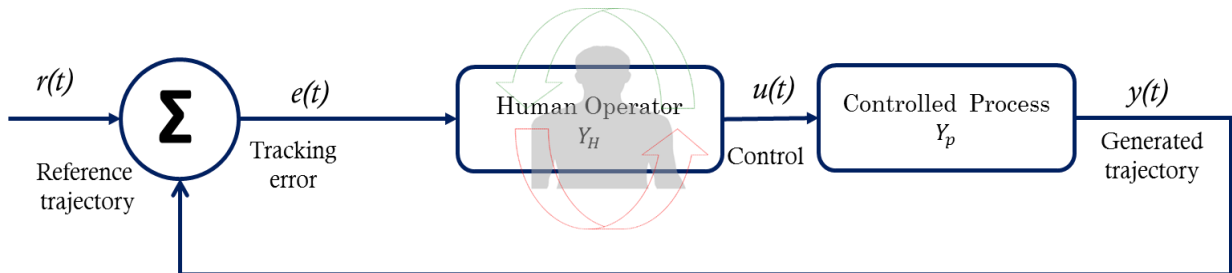 r(t)
Reference
trajectory
Σ
e(t)
Tracking
error
Human Operator
Y_H
u(t)
Control
Controlled Process
Y_p
y(t)
Generated
trajectory